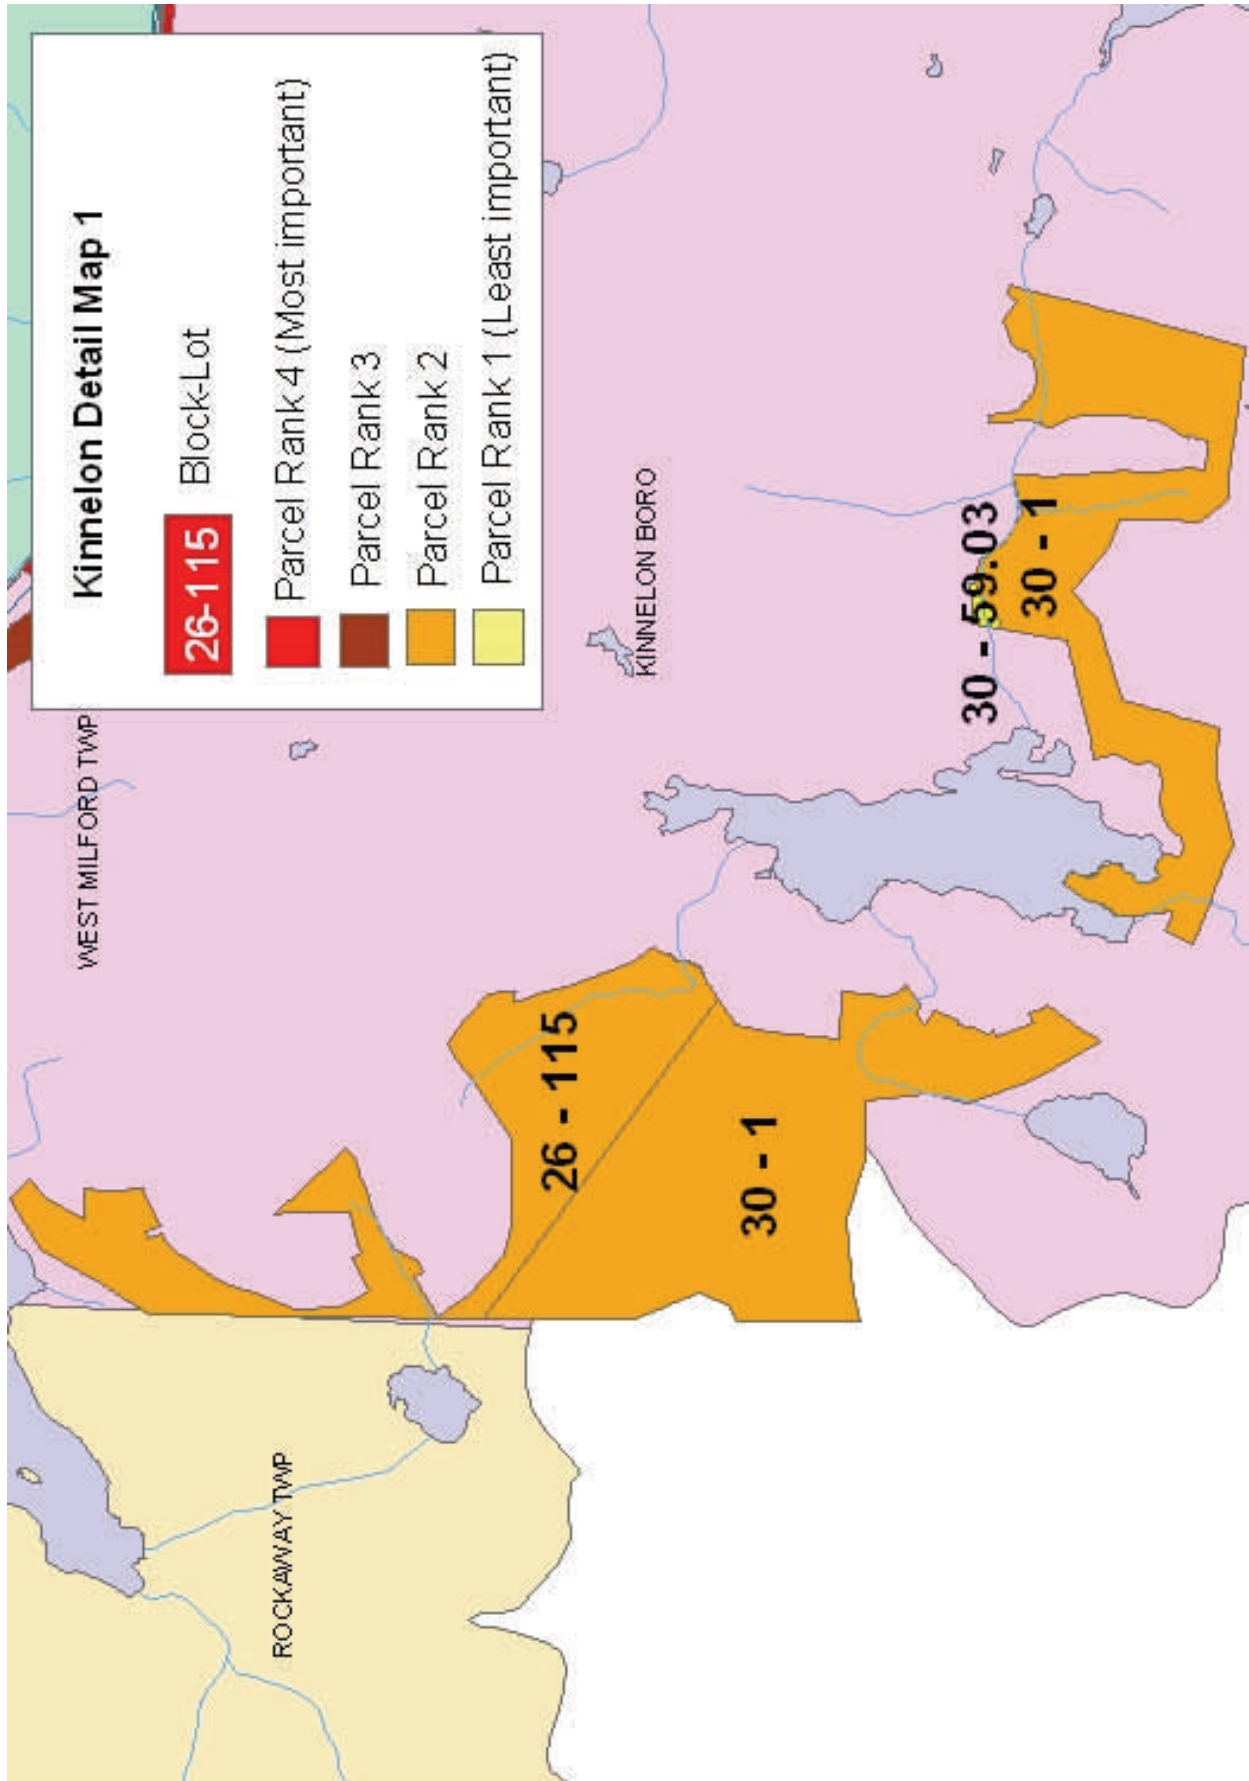 Kinnelon Detail Map 1
26-115 Block-Lot
Parcel Rank 4 (Most important)
Parcel Rank 3
Parcel Rank 2
Parcel Rank 1 (Least important)
WEST MILFORD TWP
ROCKAWAY TWP
KINNELON BORO
26 - 115
30 - 1
30 - 59.03
30 - 1